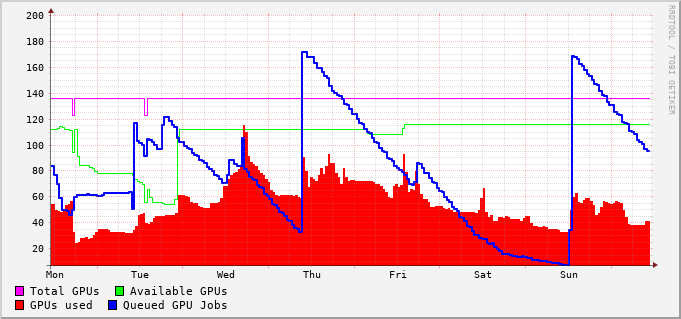 200
180
160
140
120
100
80
60
40
20
Mon Tue Wed Thu Fri Sat Sun
Total GPUs Available GPUs
GPUs used Queued GPU Jobs
RRDTOOL / TOBI OETIKER